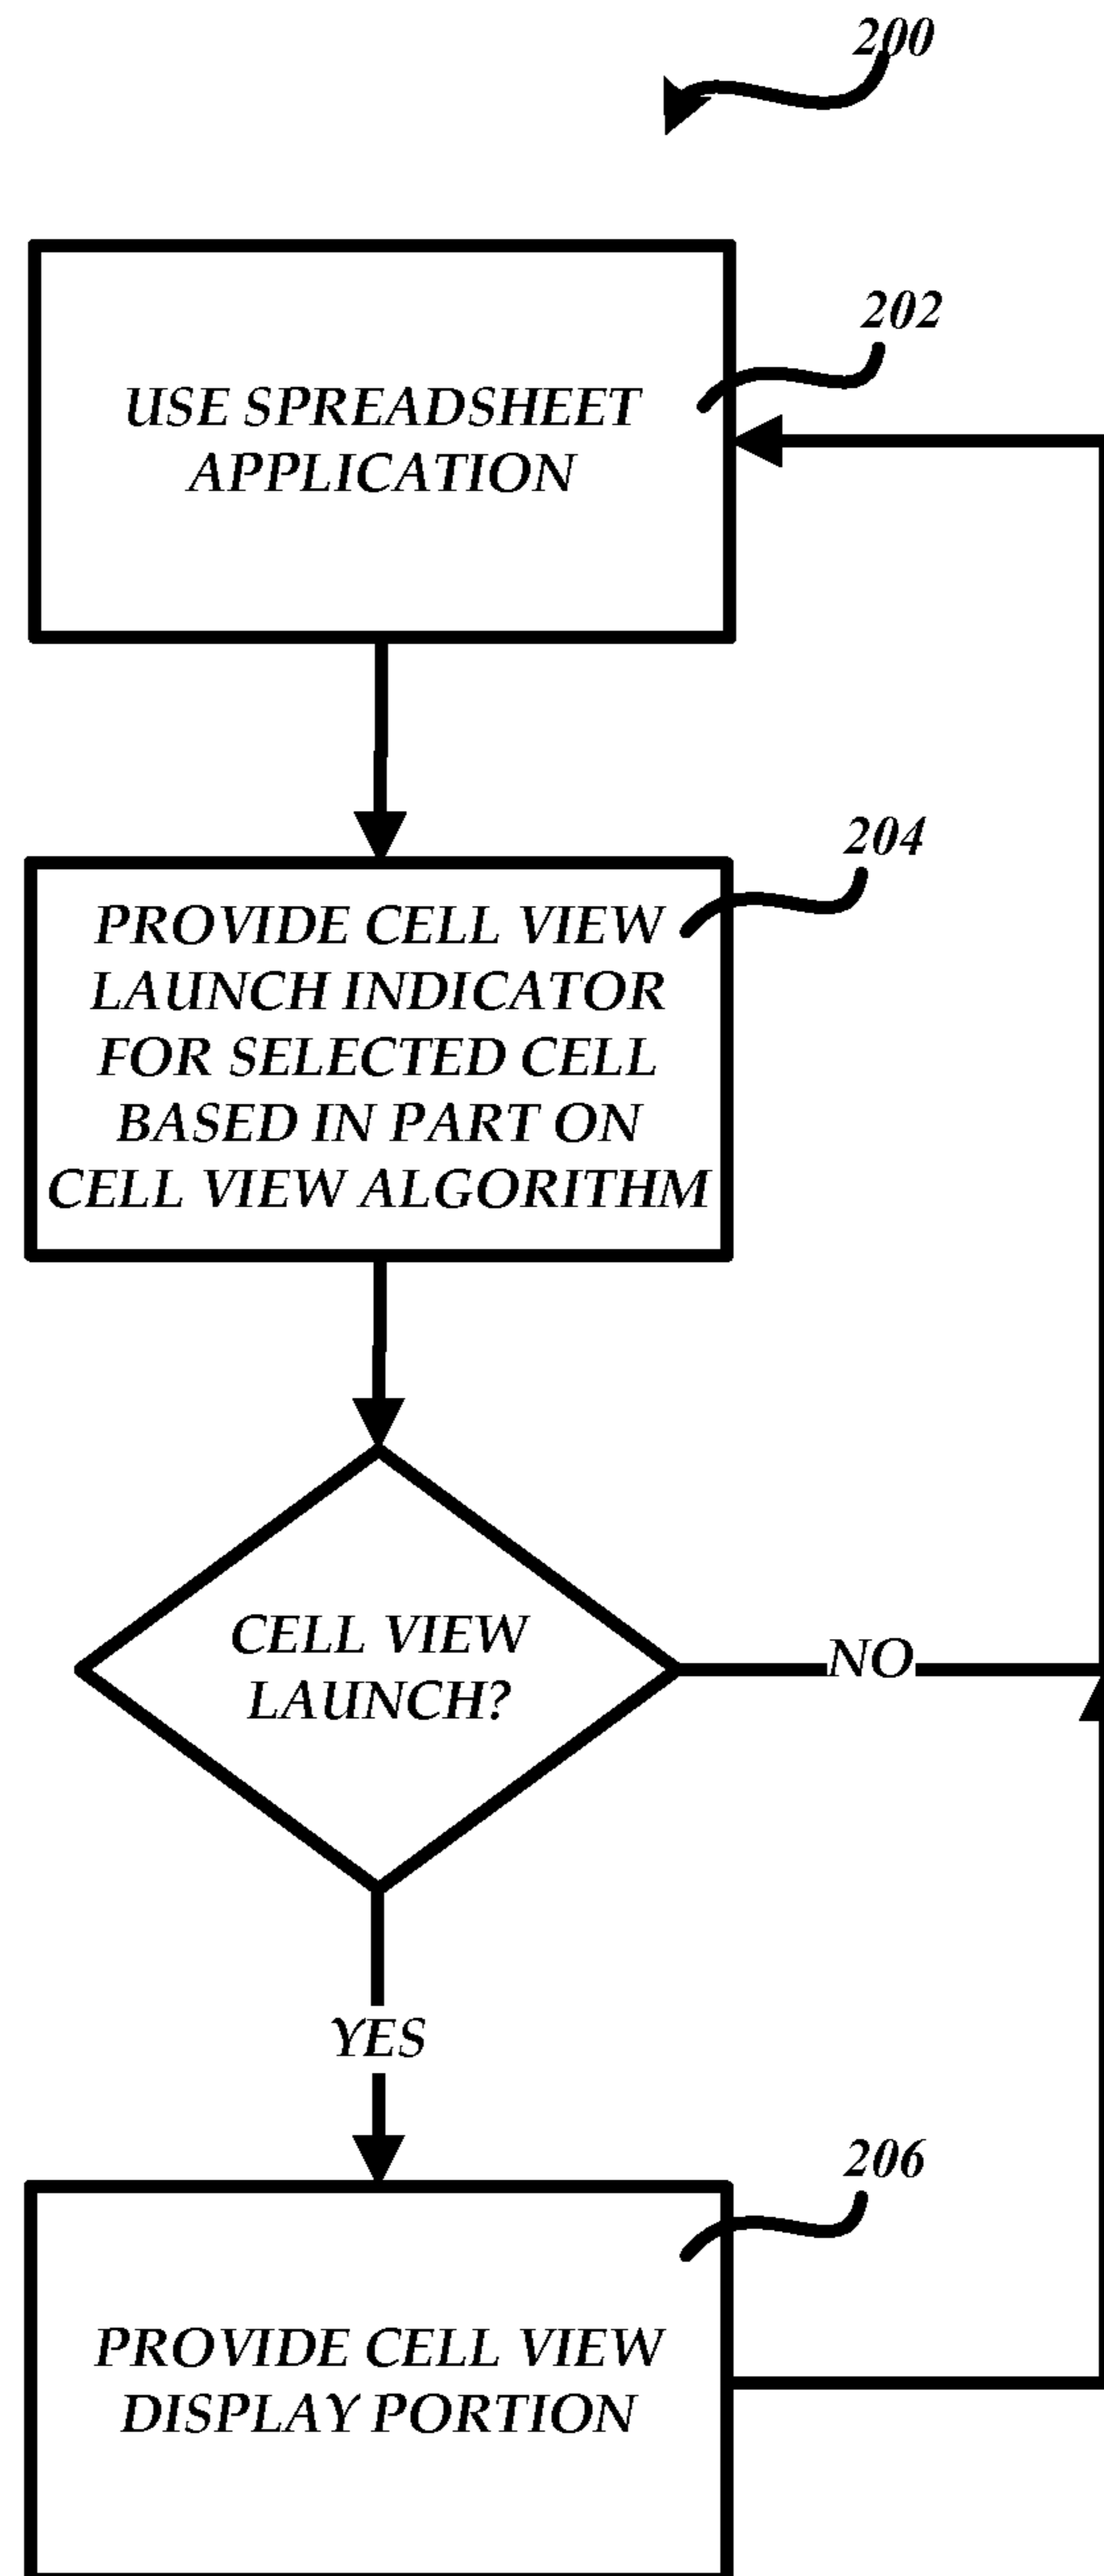 200
202
USE SPREADSHEET
APPLICATION
204
PROVIDE CELL VIEW
LAUNCH INDICATOR
FOR SELECTED CELL
BASED IN PART ON
CELL VIEW ALGORITHM
CELL VIEW
LAUNCH?
NO
YES
206
PROVIDE CELL VIEW
DISPLAY PORTION